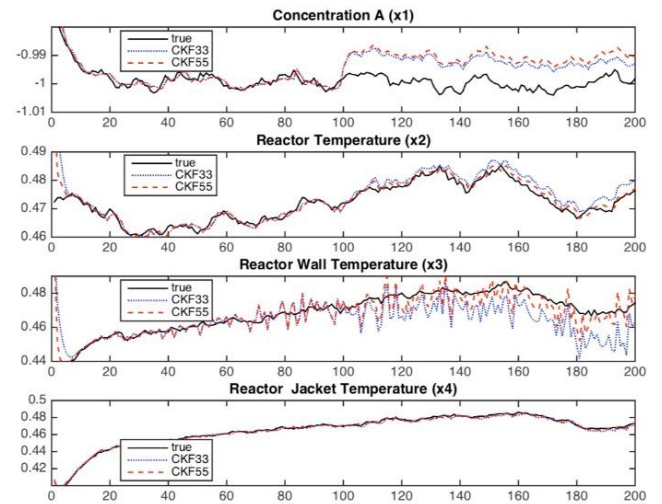 Concentration A (x1)
true
CKF33
CKF55
-0.99
-1
-1.01
0 20 40 60 80 100 120 140 160 180 200
Reactor Temperature (x2)
0.49
true
CKF33
CKF55
0.48
0.47
0.46
0 20 40 60 80 100 120 140 160 180 200
Reactor Wall Temperature (x3)
true
CKF33
CKF55
0.48
0.46
0.44
0 20 40 60 80 100 120 140 160 180 200
Reactor Jacket Temperature (x4)
0.5
0.48
0.46
0.44
0.42
true
CKF33
CKF55
0 20 40 60 80 100 120 140 160 180 200